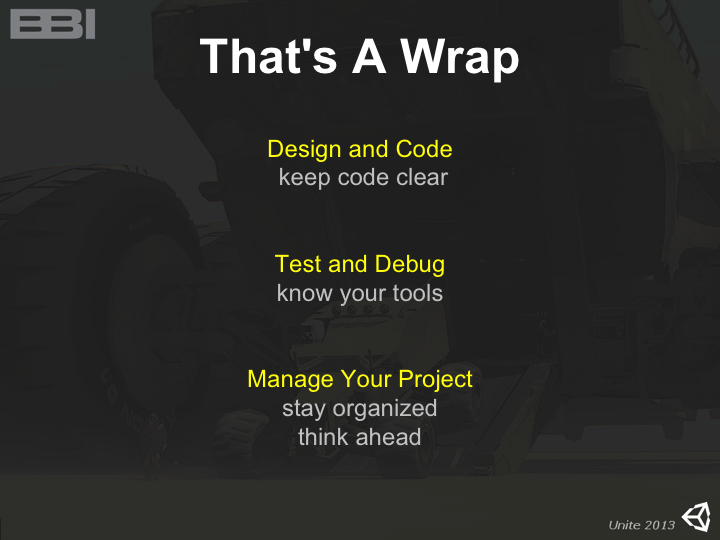 BBI
That's A Wrap
Design and Code
keep code clear
Test and Debug
know your tools
Manage Your Project
stay organized
think ahead
Unite 2013